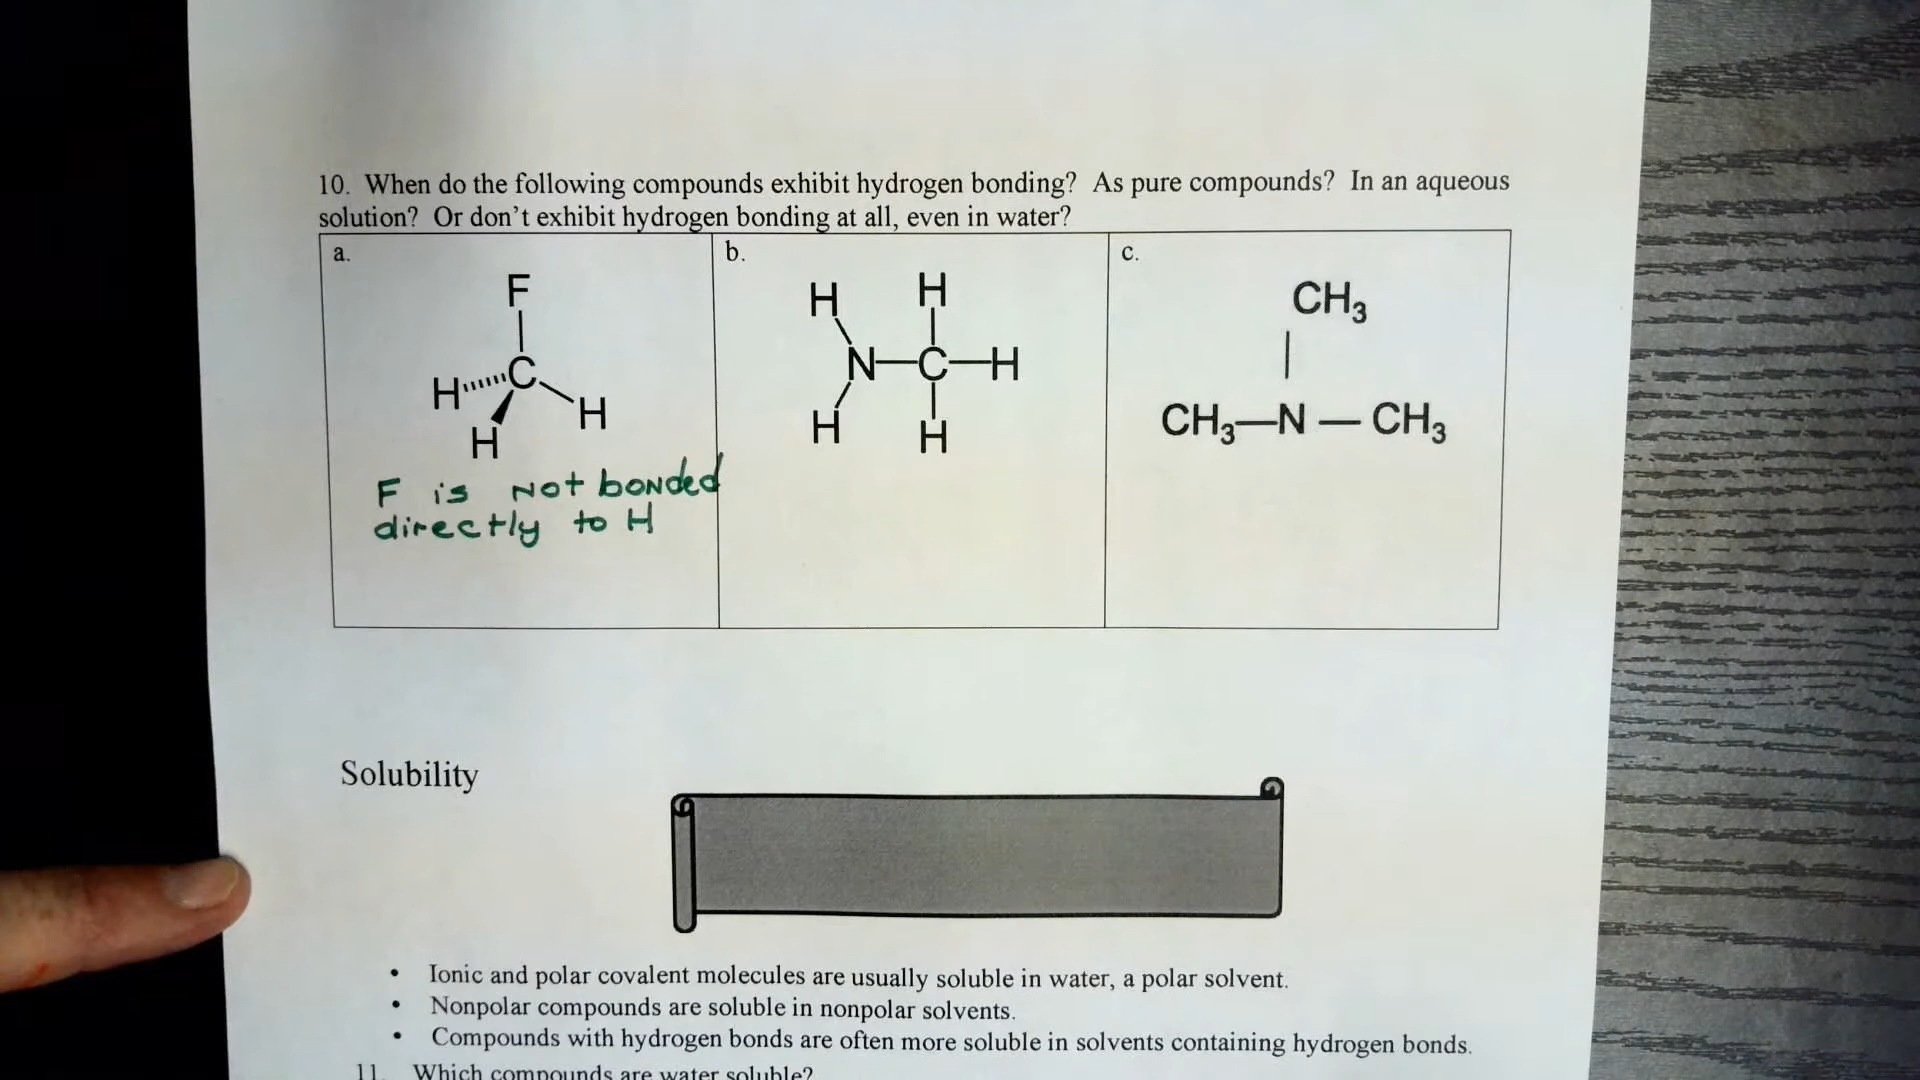 10. When do the following compounds exhibit hydrogen bonding? As pure compounds? In an aqueous
solution? Or don't exhibit hydrogen bonding at all, even in water?
a.
F
H C H
H
F is Not bonded
directly to H
b.
H H
N—C—H
H H
c.
CH₃
CH₃—N—CH₃
Solubility
• Ionic and polar covalent molecules are usually soluble in water, a polar solvent.
• Nonpolar compounds are soluble in nonpolar solvents.
• Compounds with hydrogen bonds are often more soluble in solvents containing hydrogen bonds.
11. Which compounds are water soluble?